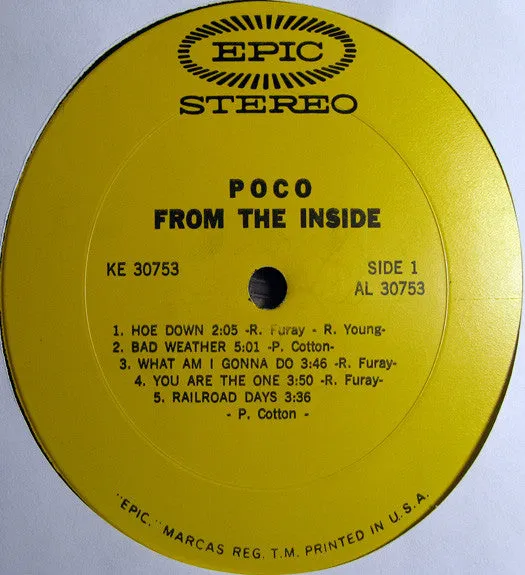 EPIC
STEREO
POCO
FROM THE INSIDE
KE 30753
SIDE 1
AL 30753
1. HOE DOWN 2:05 -R. Furay - R. Young-
2. BAD WEATHER 5:01 -P. Cotton-
3. WHAT AM I GONNA DO 3:46 -R. Furay-
4. YOU ARE THE ONE 3:50 -R. Furay-
5. RAILROAD DAYS 3:36
- P. Cotton -
"EPIC," MARCAS REG. T.M. PRINTED IN U.S.A.